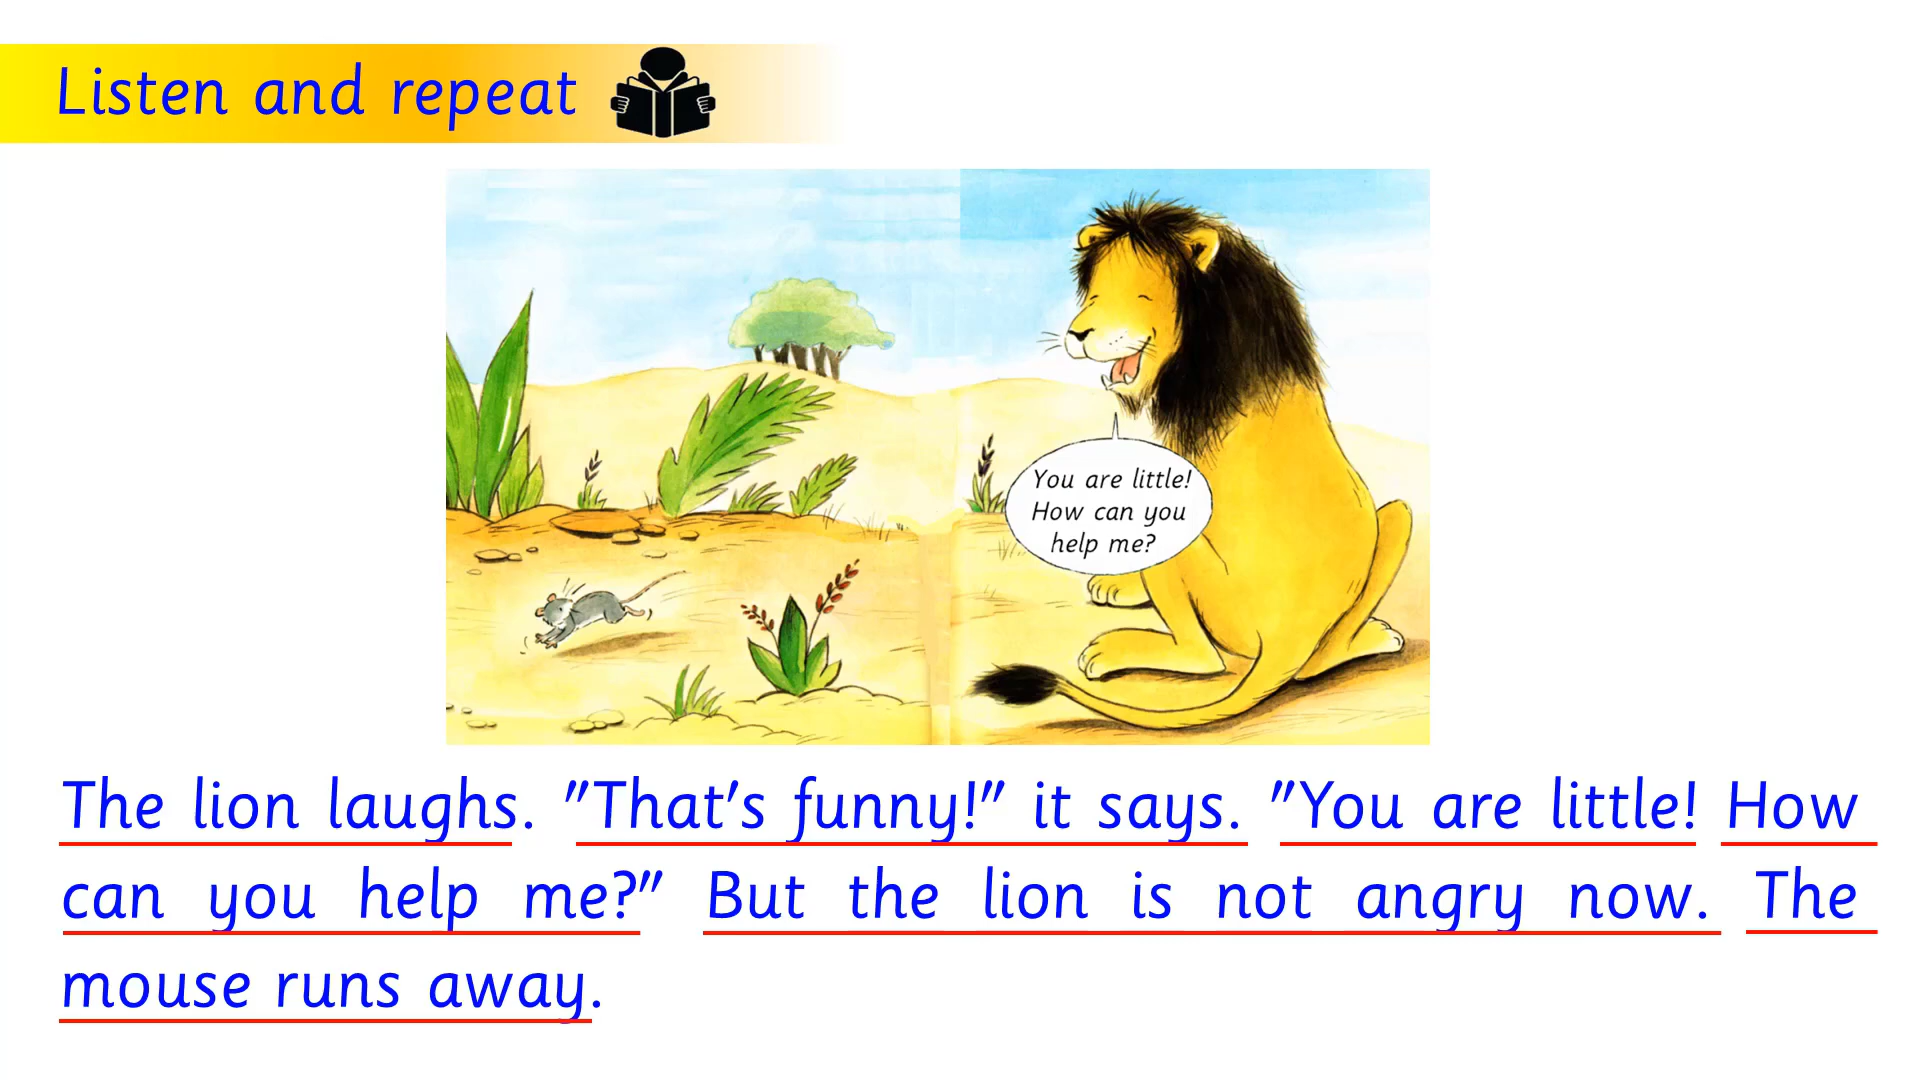 Listen and repeat
You are little!
How can you
help me?
The lion laughs. "That's funny!" it says. "You are little! How
can you help me?" But the lion is not angry now. The
mouse runs away.